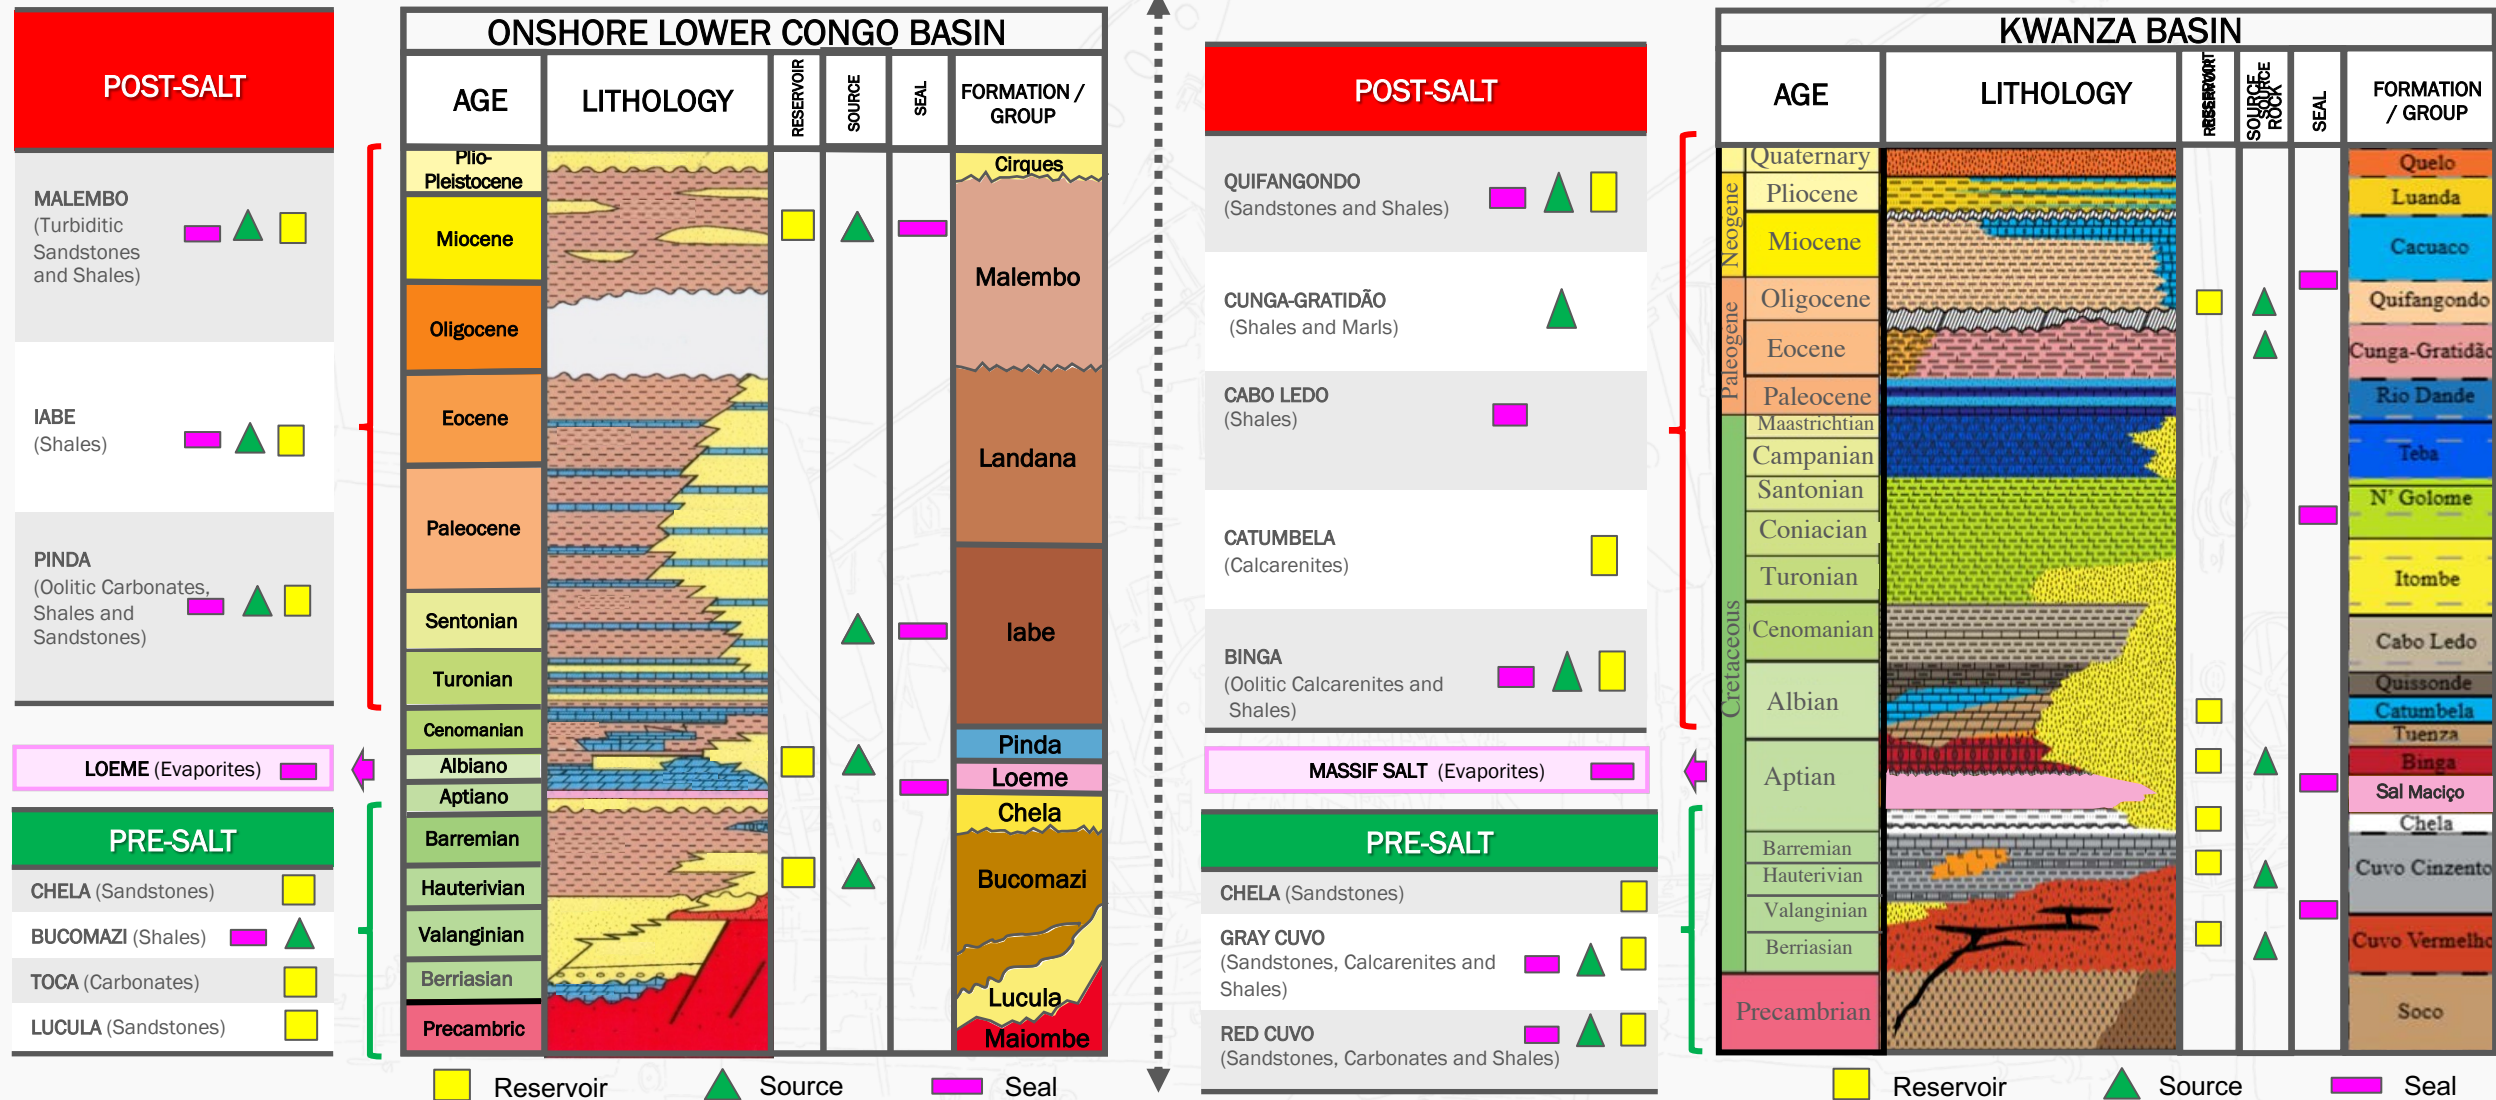 POST-SALT
MALEMBO
(Turbiditic
Sandstones
and Shales)
IABE
(Shales)
PINDA
(Oolitic Carbonates,
Shales and
Sandstones)
LOEME (Evaporites)
PRE-SALT
CHELA (Sandstones)
BUCOMAZI (Shales)
TOCA (Carbonates)
LUCULA (Sandstones)
ONSHORE LOWER CONGO BASIN
AGE
LITHOLOGY
RESERVOIR
SOURCE
SEAL
FORMATION /
GROUP
Plio-
Pleistocene
Miocene
Oligocene
Eocene
Paleocene
Sentonian
Turonian
Cenomanian
Albiano
Aptiano
Barremian
Hauterivian
Valanginian
Berriasian
Precambric
Cirques
Malembo
Landana
Iabe
Pinda
Loeme
Chela
Bucomazi
Lucula
Maiombe
Reservoir
Source
Seal
POST-SALT
QUIFANGONDO
(Sandstones and Shales)
CUNGA-GRATIDÃO
(Shales and Marls)
CABO LEDO
(Shales)
CATUMBELA
(Calcarenites)
BINGA
(Oolitic Calcarenites and
Shales)
MASSIF SALT (Evaporites)
PRE-SALT
CHELA (Sandstones)
GRAY CUVO
(Sandstones, Calcarenites and
Shales)
RED CUVO
(Sandstones, Carbonates and Shales)
KWANZA BASIN
AGE
LITHOLOGY
RESERVOIR
SOURCE
SOURCE
ROCK
SEAL
FORMATION
/ GROUP
Neogene
Paleogene
Cretaceous
Quaternary
Pliocene
Miocene
Oligocene
Eocene
Paleocene
Maastrichtian
Campanian
Santonian
Coniacian
Turonian
Cenomanian
Albian
Aptian
Barremian
Hauterivian
Valanginian
Berriasian
Precambrian
Quelo
Luanda
Cacuaco
Quifangondo
Cunga-Gratidão
Rio Dande
Teba
N' Golome
Itombe
Cabo Ledo
Quissonde
Catumbela
Tuenza
Binga
Sal Maciço
Chela
Cuvo Cinzento
Cuvo Vermelho
Soco
Reservoir
Source
Seal